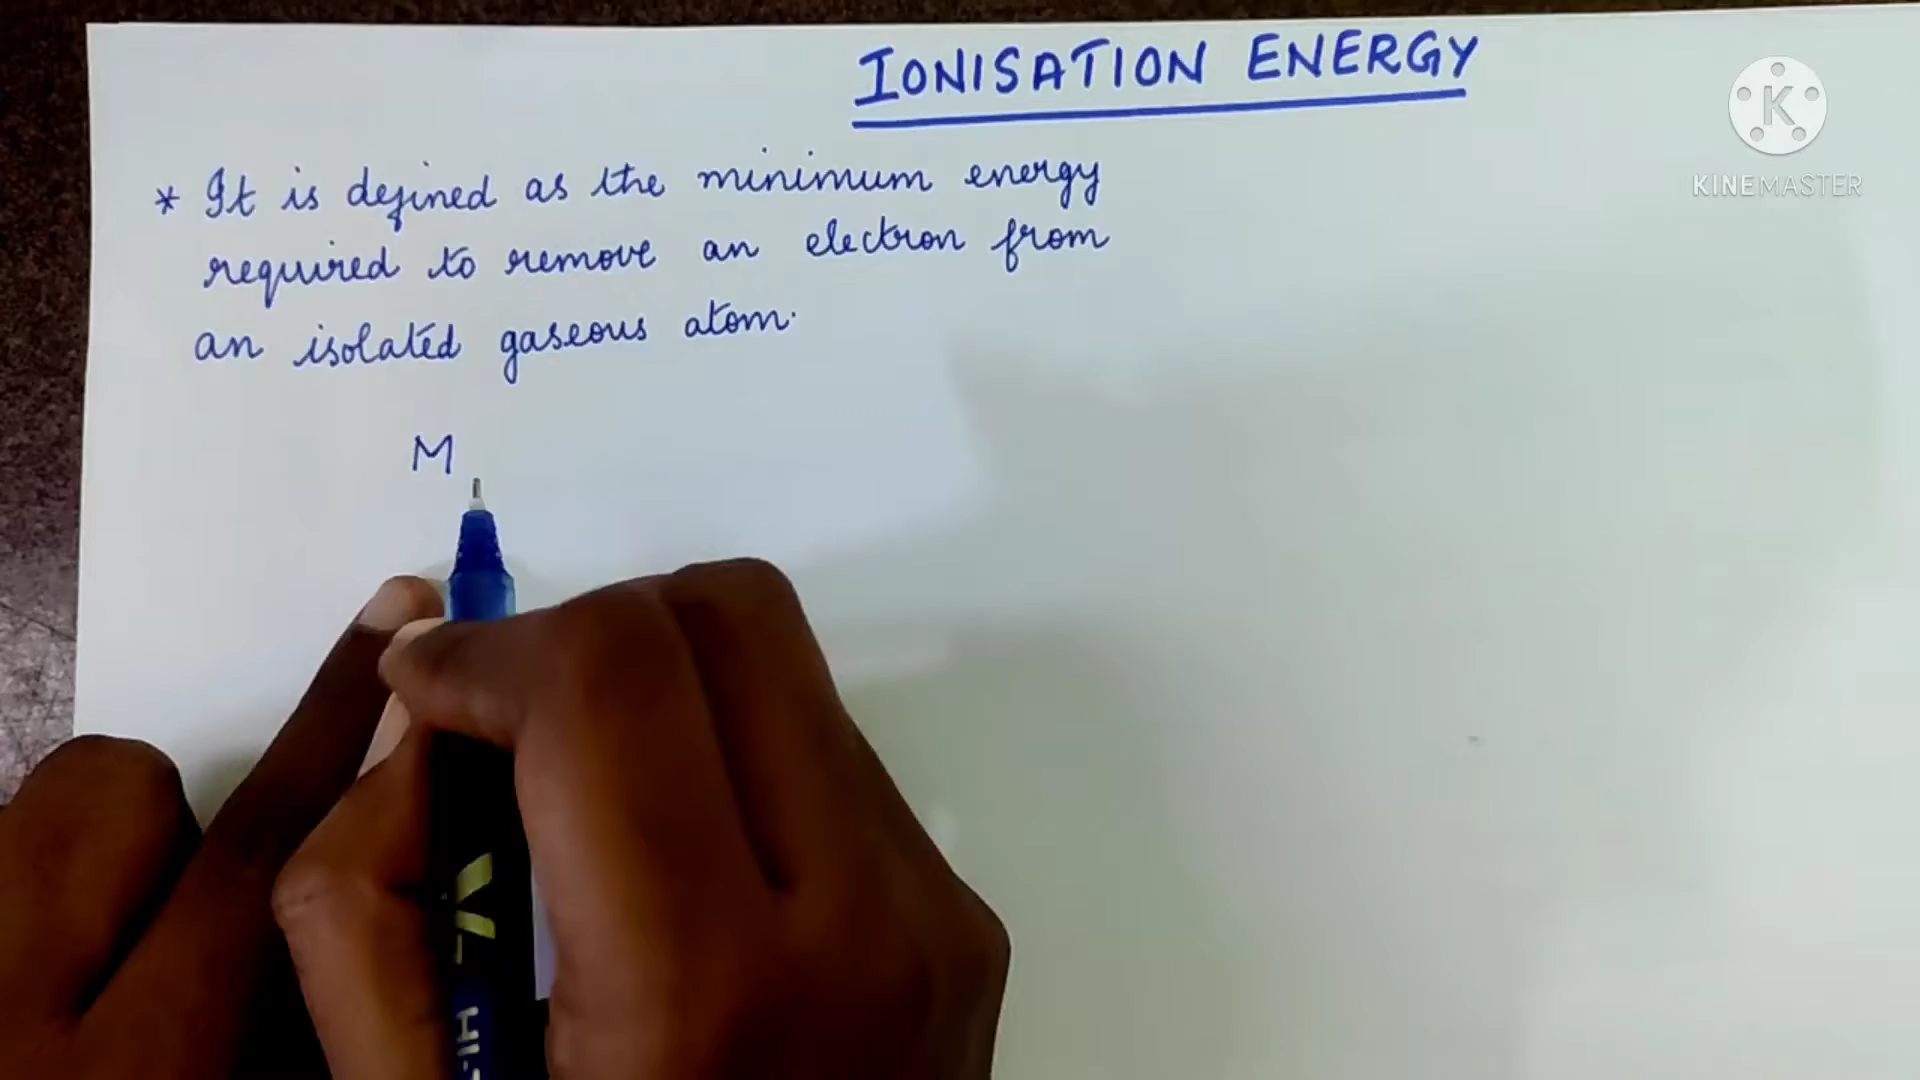 IONISATION ENERGY
K
KINEMASTER
* It is defined as the minimum energy
required to remove an electron from
an isolated gaseous atom.
M
V
HI-